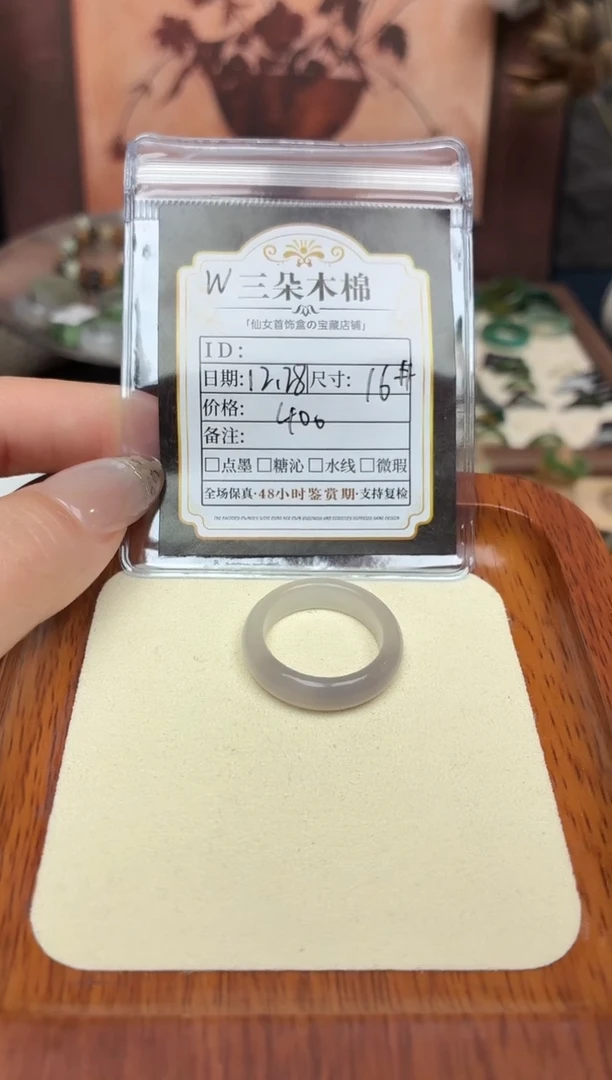 W 三朵木棉
「仙女首饰盒の宝藏店铺」
ID:
日期: 12.28 尺寸: 16#
价格: 400
备注:
□点墨 □糖沁 □水线 □微瑕
全场保真·48小时鉴赏期·支持复检